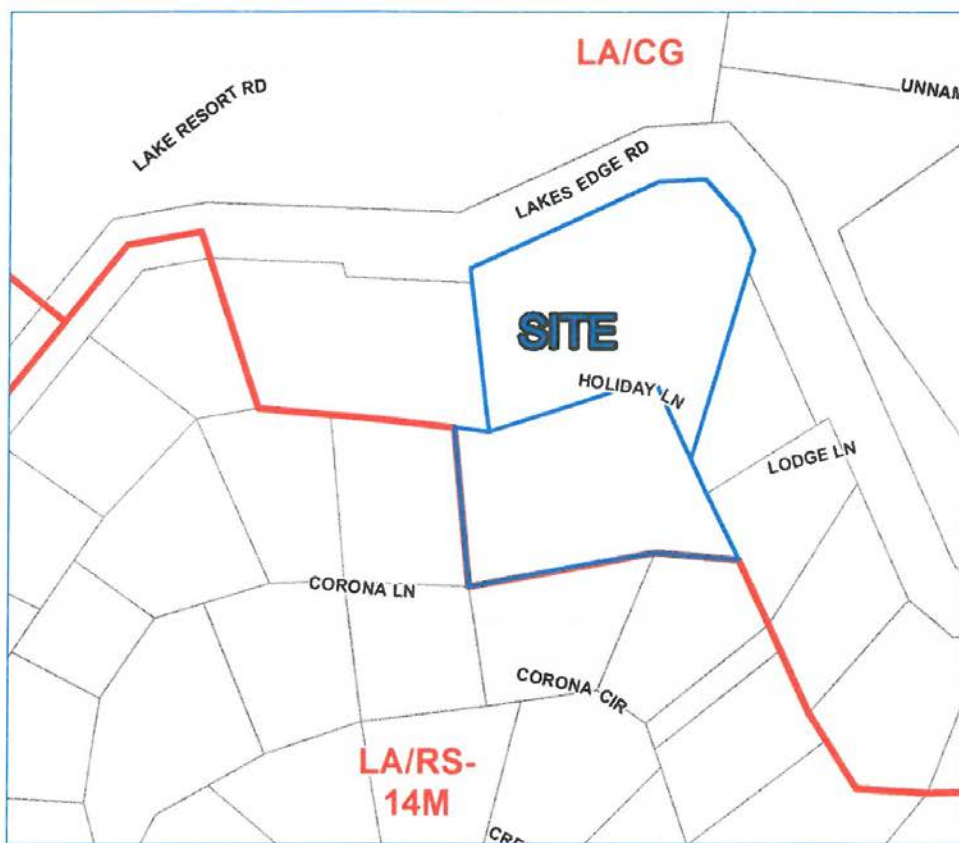 LA/CG
UNNAM
LAKE RESORT RD
LAKES EDGE RD
SITE
HOLIDAY LN
LODGE LN
CORONA LN
CORONA CIR
LA/RS-
14M
CRE